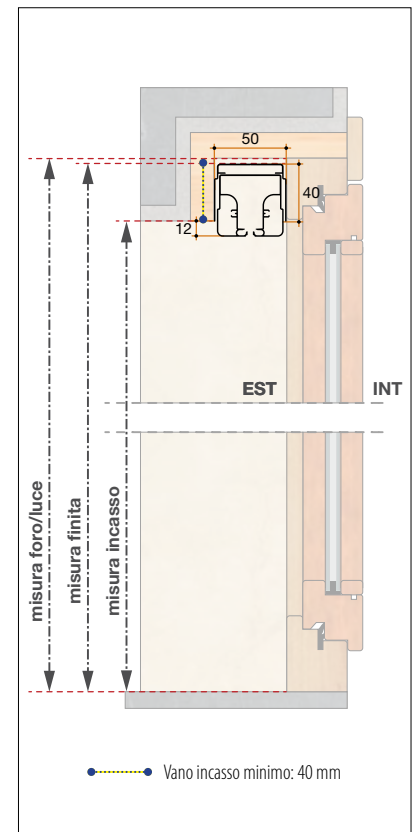 50
40
12
EST
INT
misura foro/luce
misura finita
misura incasso
Vano incasso minimo: 40 mm